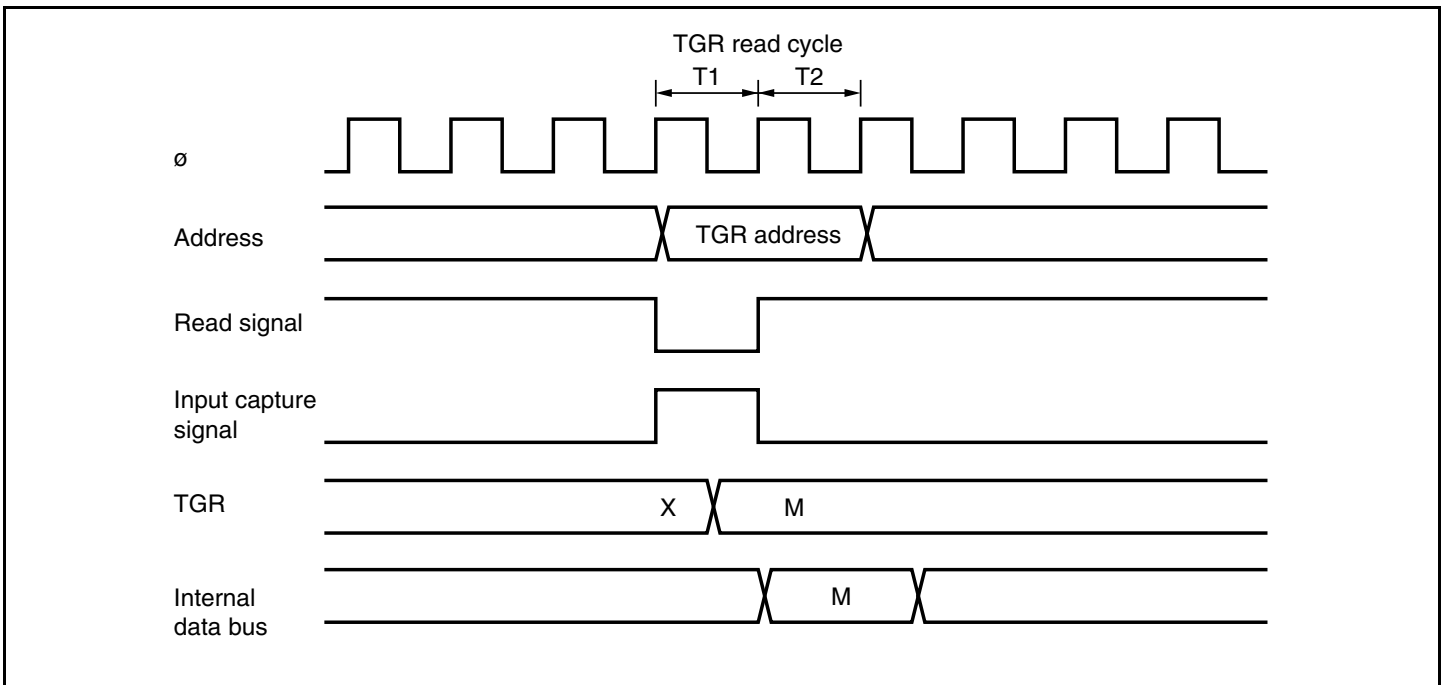 TGR read cycle
T1 T2
ø
Address
TGR address
Read signal
Input capture
signal
TGR
X M
Internal
data bus
M